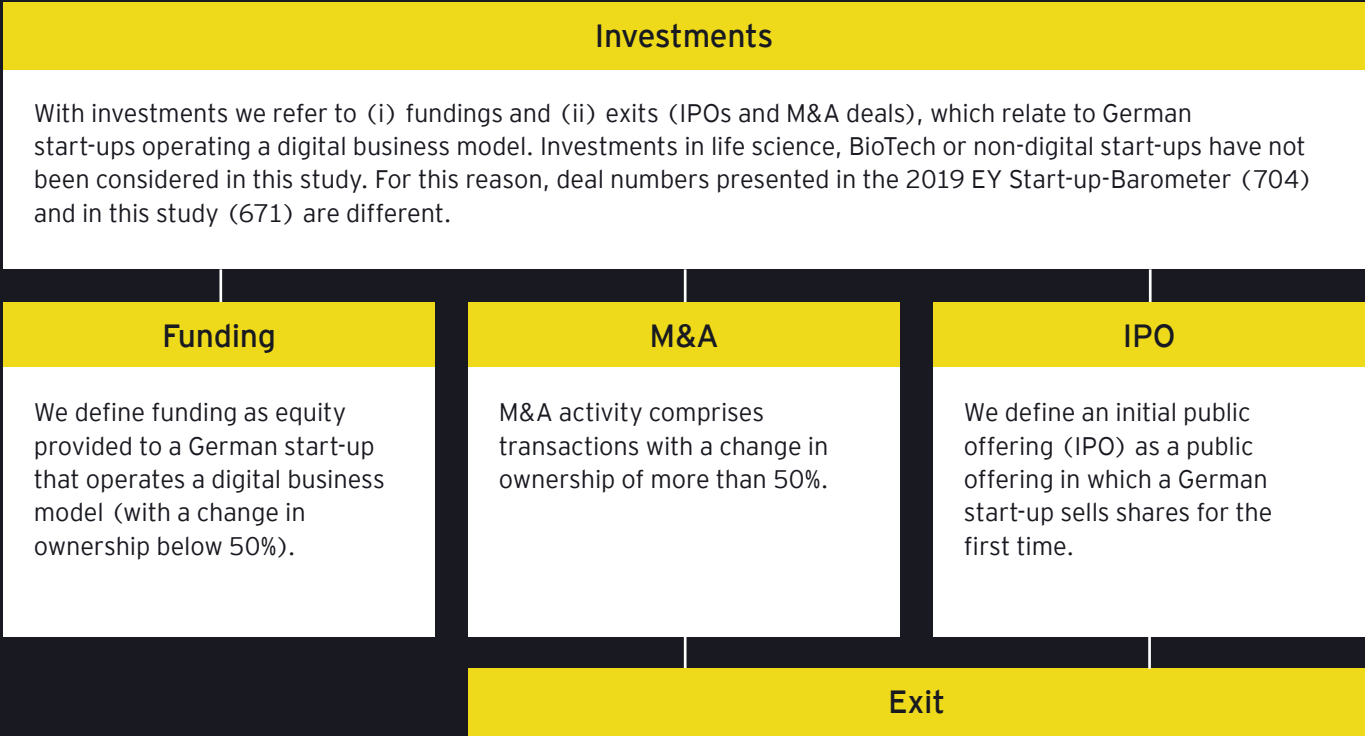 Investments
With investments we refer to (i) fundings and (ii) exits (IPOs and M&A deals), which relate to German
start-ups operating a digital business model. Investments in life science, BioTech or non-digital start-ups have not
been considered in this study. For this reason, deal numbers presented in the 2019 EY Start-up-Barometer (704)
and in this study (671) are different.
Funding
We define funding as equity
provided to a German start-up
that operates a digital business
model (with a change in
ownership below 50%).
M&A
M&A activity comprises
transactions with a change in
ownership of more than 50%.
IPO
We define an initial public
offering (IPO) as a public
offering in which a German
start-up sells shares for the
first time.
Exit